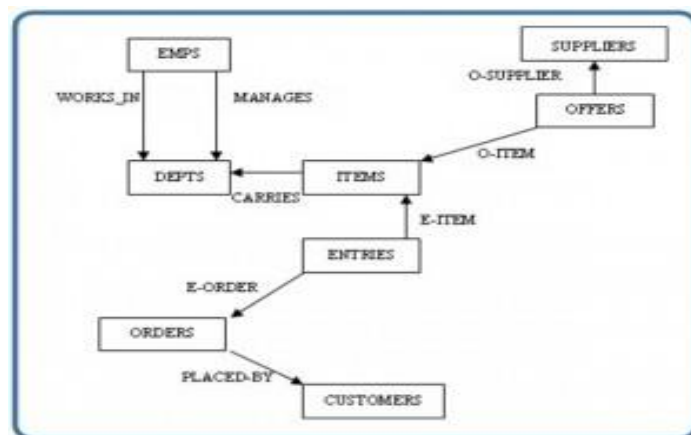 SUPPLIERS
EMPS
O-SUPPLIER
WORKS_IN
MANAGES
OFFERS
O-ITEM
DEPTS
ITEMS
CARRIES
E-ITEM
ENTRIES
E-ORDER
ORDERS
PLACED-BY
CUSTOMERS